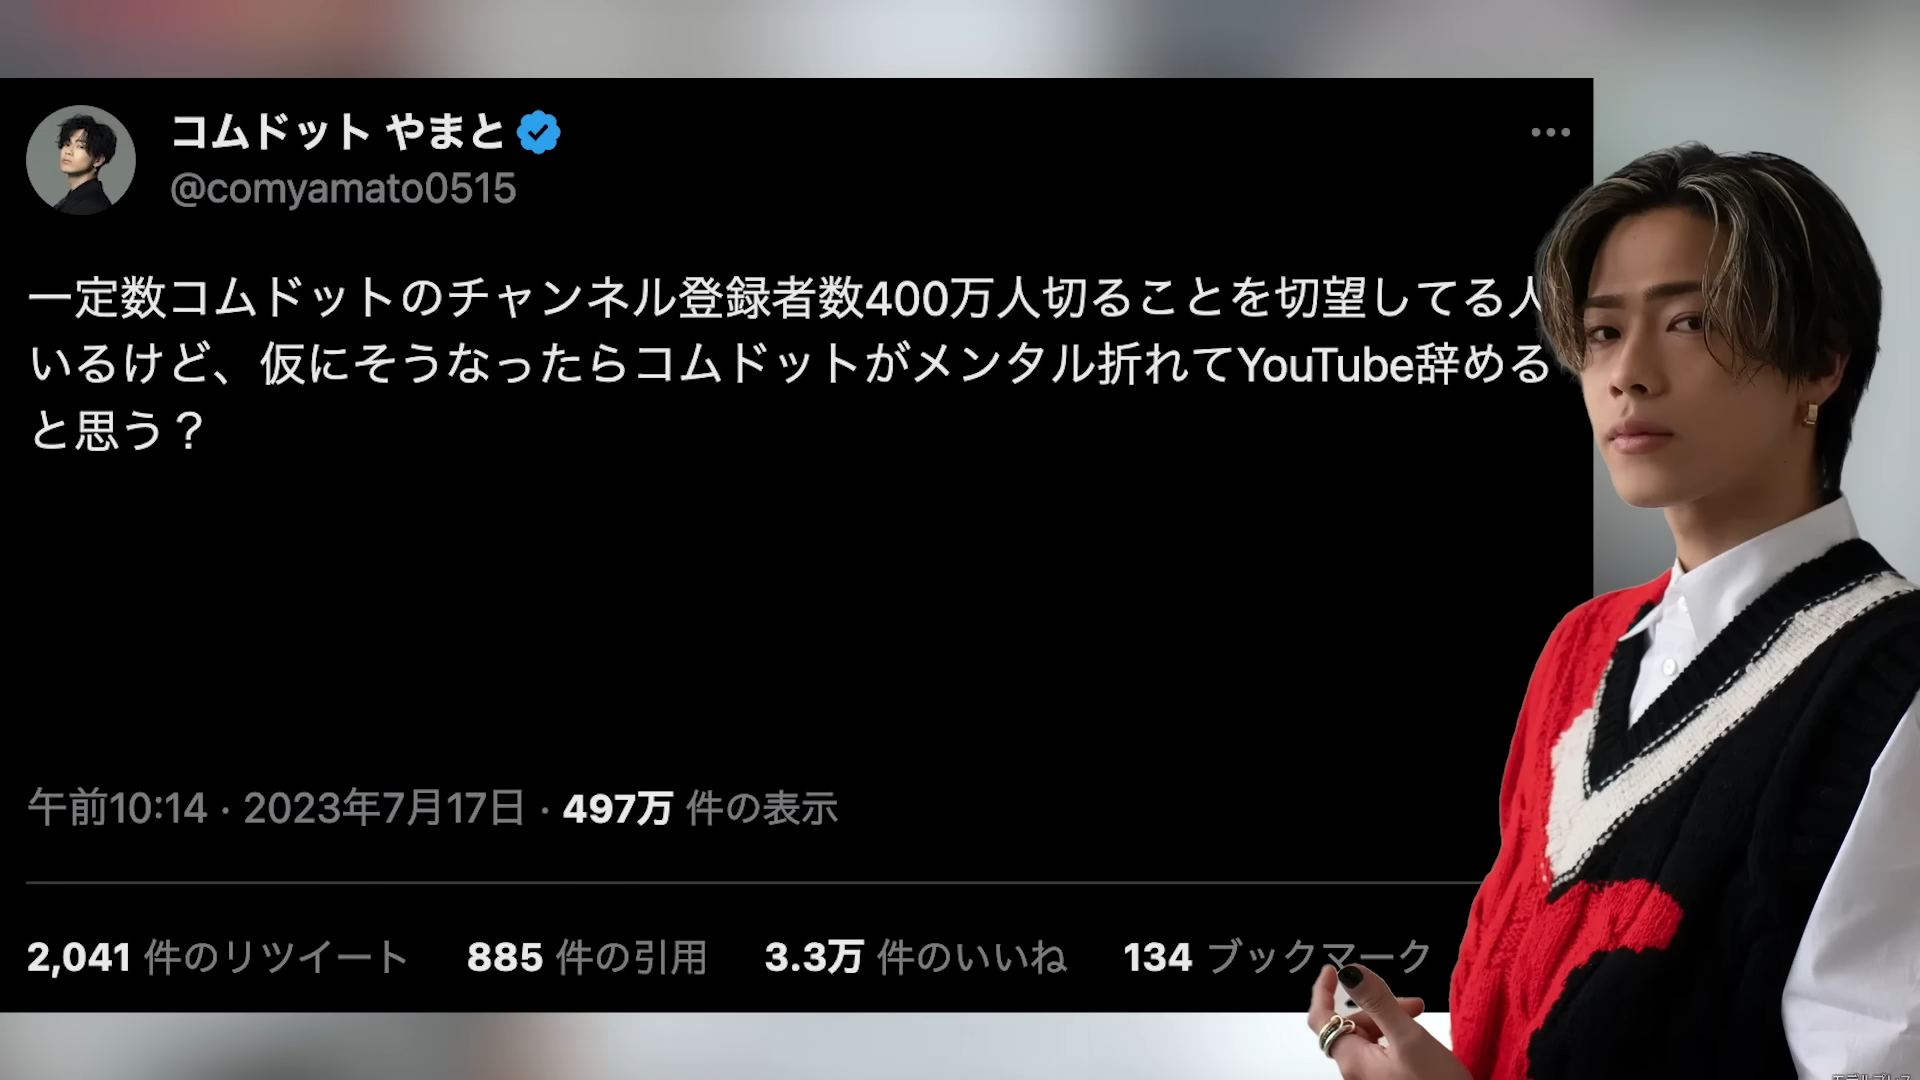 コムドット やまと
@comyamato0515
一定数コムドットのチャンネル登録者数400万人切ることを切望してる人
いるけど、仮にそうなったらコムドットがメンタル折れてYouTube辞める
と思う？
午前10:14 · 2023年7月17日 · 497万 件の表示
2,041 件のリツイート 885 件の引用 3.3万 件のいいね 134 ブックマーク
モデルプレス